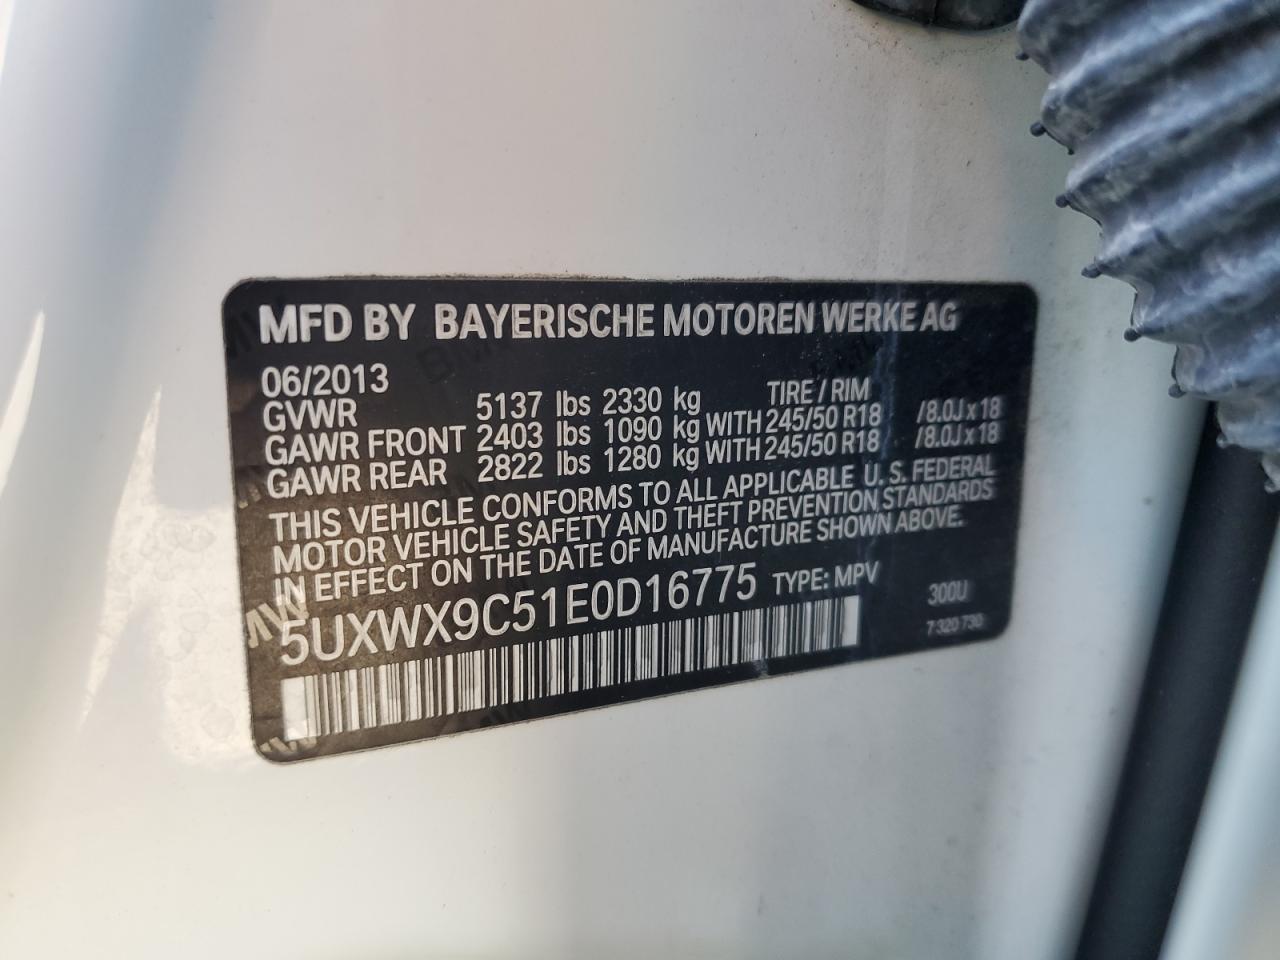 MFD BY BAYERISCHE MOTOREN WERKE AG
06/2013
GVWR 5137 lbs 2330 kg TIRE / RIM
GAWR FRONT 2403 lbs 1090 kg WITH 245/50 R18 /8.0J x 18
GAWR REAR 2822 lbs 1280 kg WITH 245/50 R18 /8.0J x 18
THIS VEHICLE CONFORMS TO ALL APPLICABLE U.S. FEDERAL
MOTOR VEHICLE SAFETY AND THEFT PREVENTION STANDARDS
IN EFFECT ON THE DATE OF MANUFACTURE SHOWN ABOVE.
5UXWX9C51E0D16775 TYPE: MPV 300U
7 320 730